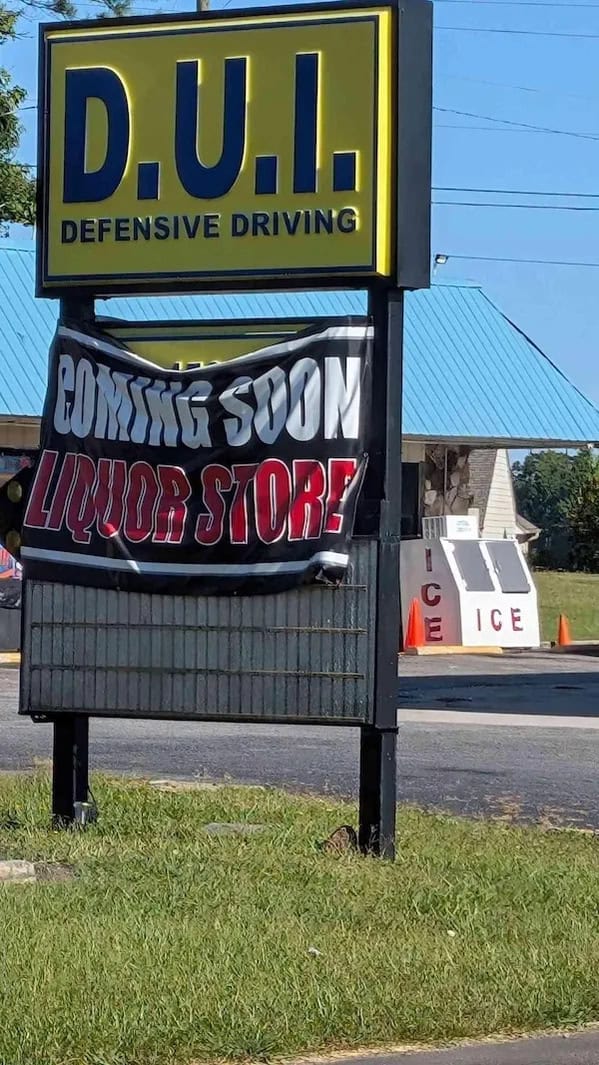 D.U.I.
DEFENSIVE DRIVING
COMING SOON
LIQUOR STORE
ICE
ICE